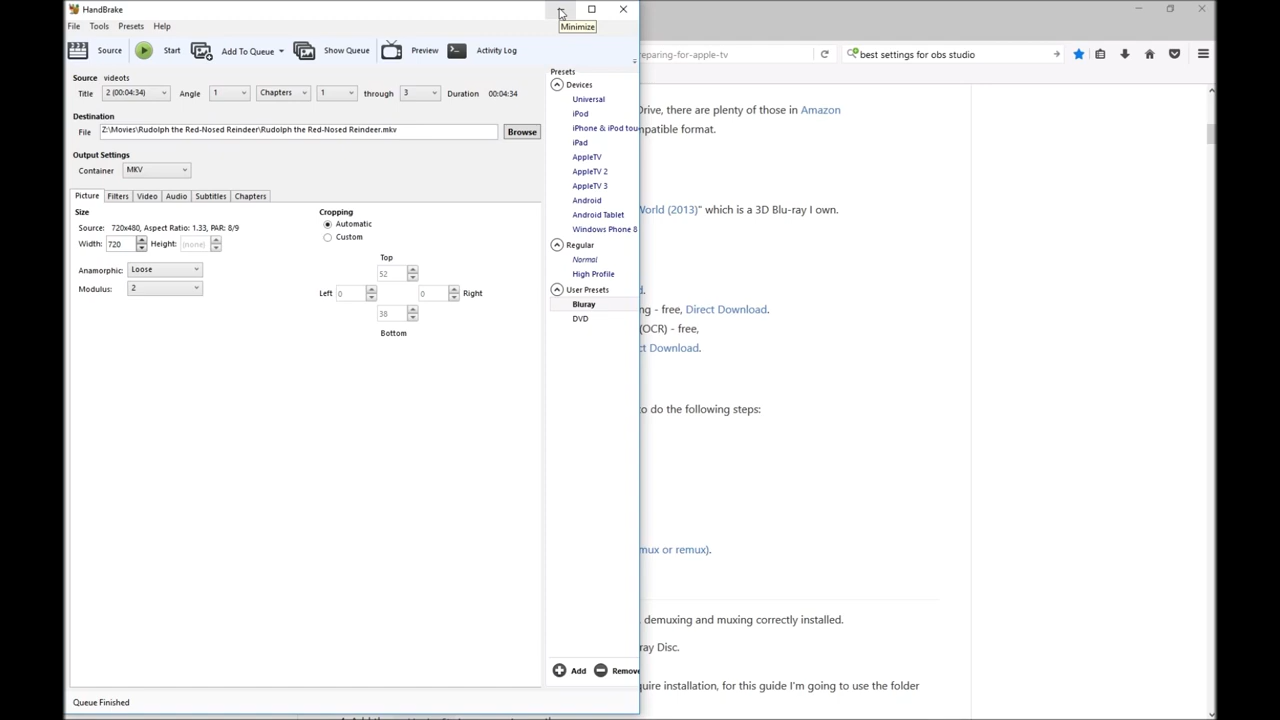 HandBrake
Minimize
File Tools Presets Help
Source Start Add To Queue Show Queue Preview Activity Log
eparing-for-apple-tv
best settings for obs studio
Source videots
Title 2 (00:04:34) Angle 1 Chapters 1 through 3 Duration 00:04:34
Destination
File Z:\Movies\Rudolph the Red-Nosed Reindeer\Rudolph the Red-Nosed Reindeer.mkv Browse
Output Settings
Container MKV
Picture Filters Video Audio Subtitles Chapters
Size
Source: 720x480, Aspect Ratio: 1.33, PAR: 8/9
Width: 720 Height: (none)
Anamorphic: Loose
Modulus: 2
Cropping
Automatic
Custom
Top
52
Left 0 0 Right
38
Bottom
Presets
Devices
Universal
iPod
iPhone & iPod tou
iPad
AppleTV
AppleTV 2
AppleTV 3
Android
Android Tablet
Windows Phone 8
Regular
Normal
High Profile
User Presets
Bluray
DVD
Add Remove
Queue Finished
Drive, there are plenty of those in Amazon
patible format.
World (2013)" which is a 3D Blu-ray I own.
d.
ng - free, Direct Download.
(OCR) - free,
ct Download.
o do the following steps:
mux or remux).
demuxing and muxing correctly installed.
ray Disc.
quire installation, for this guide I'm going to use the folder